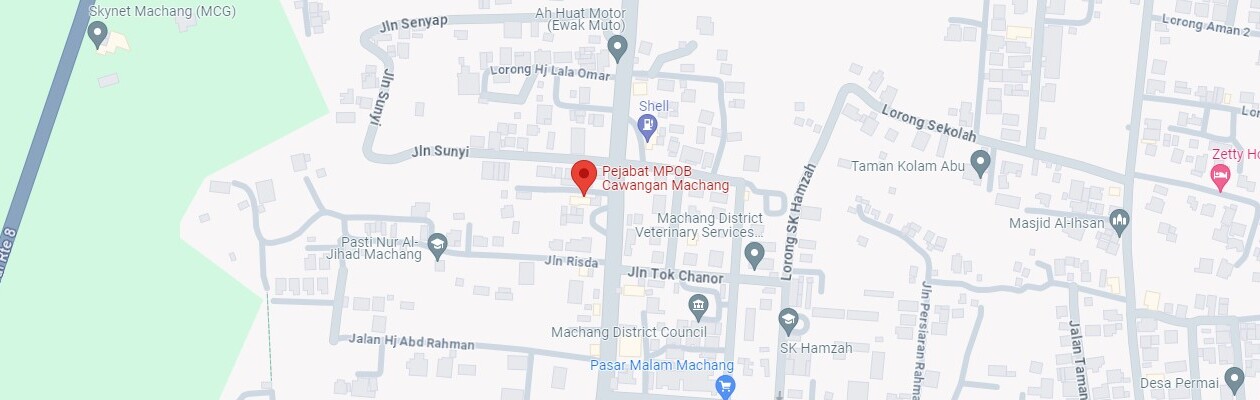 Skynet Machang (MCG)
Jln Senyap
Ah Huat Motor
(Ewak Muto)
Lorong Aman 2
Lorong Hj Lala Omar
Jln Sunyi
Shell
Lorong Sekolah
Jln Sunyi
Zetty Ho
Taman Kolam Abu
Pejabat MPOB
Cawangan Machang
Lorong SK Hamzah
Machang District
Veterinary Services...
Masjid Al-Ihsan
Pasti Nur Al-
Jihad Machang
Rte 8
Jln Risda
Jln Tok Chanor
Jln Persiaran Rahma
Machang District Council
SK Hamzah
Jalan Hj Abd Rahman
Jalan Taman
Pasar Malam Machang
Desa Permai